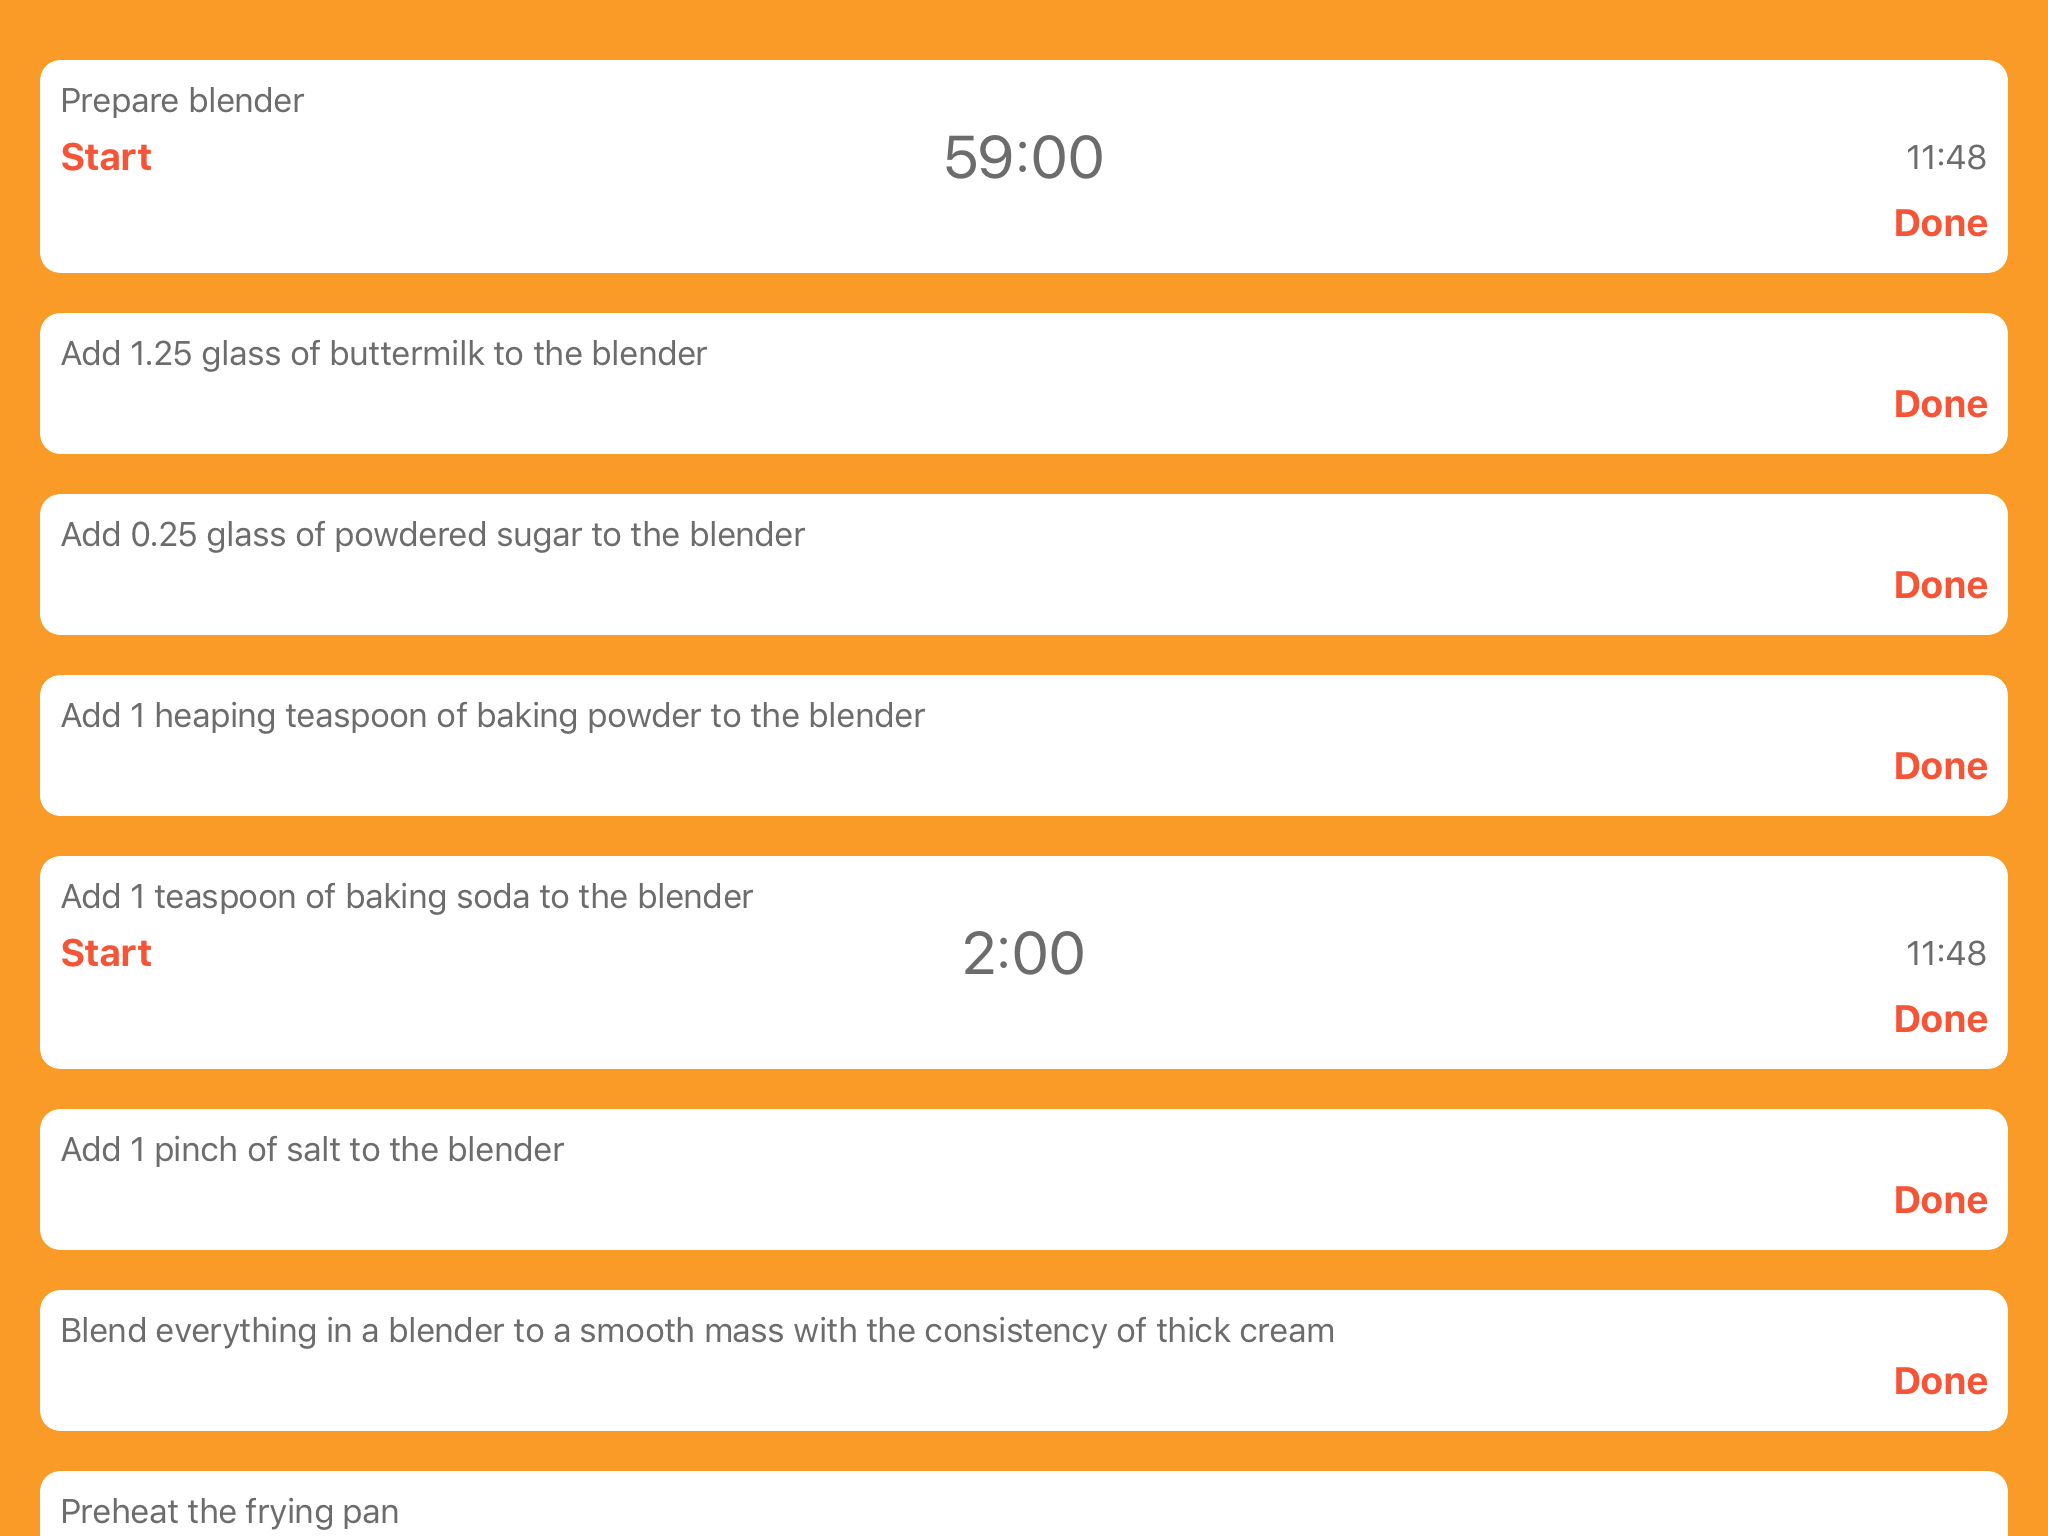 Prepare blender
Start 59:00 11:48
Done
Add 1.25 glass of buttermilk to the blender
Done
Add 0.25 glass of powdered sugar to the blender
Done
Add 1 heaping teaspoon of baking powder to the blender
Done
Add 1 teaspoon of baking soda to the blender
Start 2:00 11:48
Done
Add 1 pinch of salt to the blender
Done
Blend everything in a blender to a smooth mass with the consistency of thick cream
Done
Preheat the frying pan